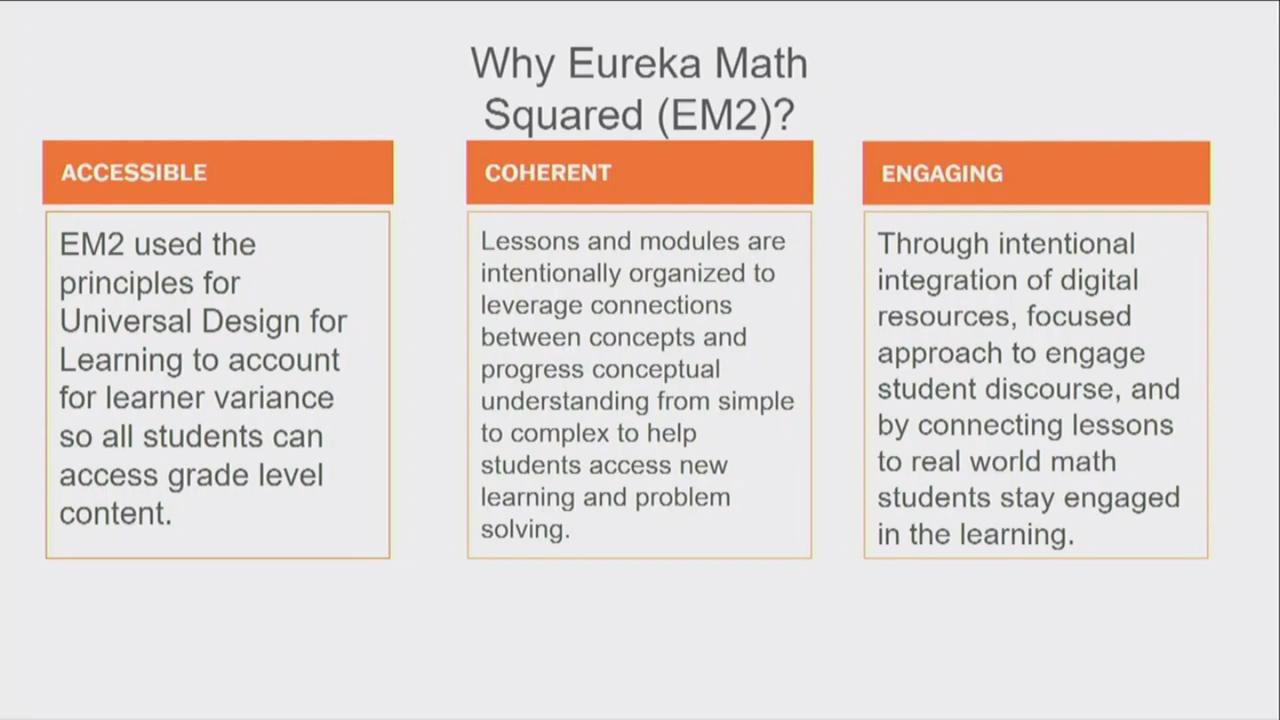 Why Eureka Math
Squared (EM2)?
ACCESSIBLE
EM2 used the
principles for
Universal Design for
Learning to account
for learner variance
so all students can
access grade level
content.
COHERENT
Lessons and modules are
intentionally organized to
leverage connections
between concepts and
progress conceptual
understanding from simple
to complex to help
students access new
learning and problem
solving.
ENGAGING
Through intentional
integration of digital
resources, focused
approach to engage
student discourse, and
by connecting lessons
to real world math
students stay engaged
in the learning.